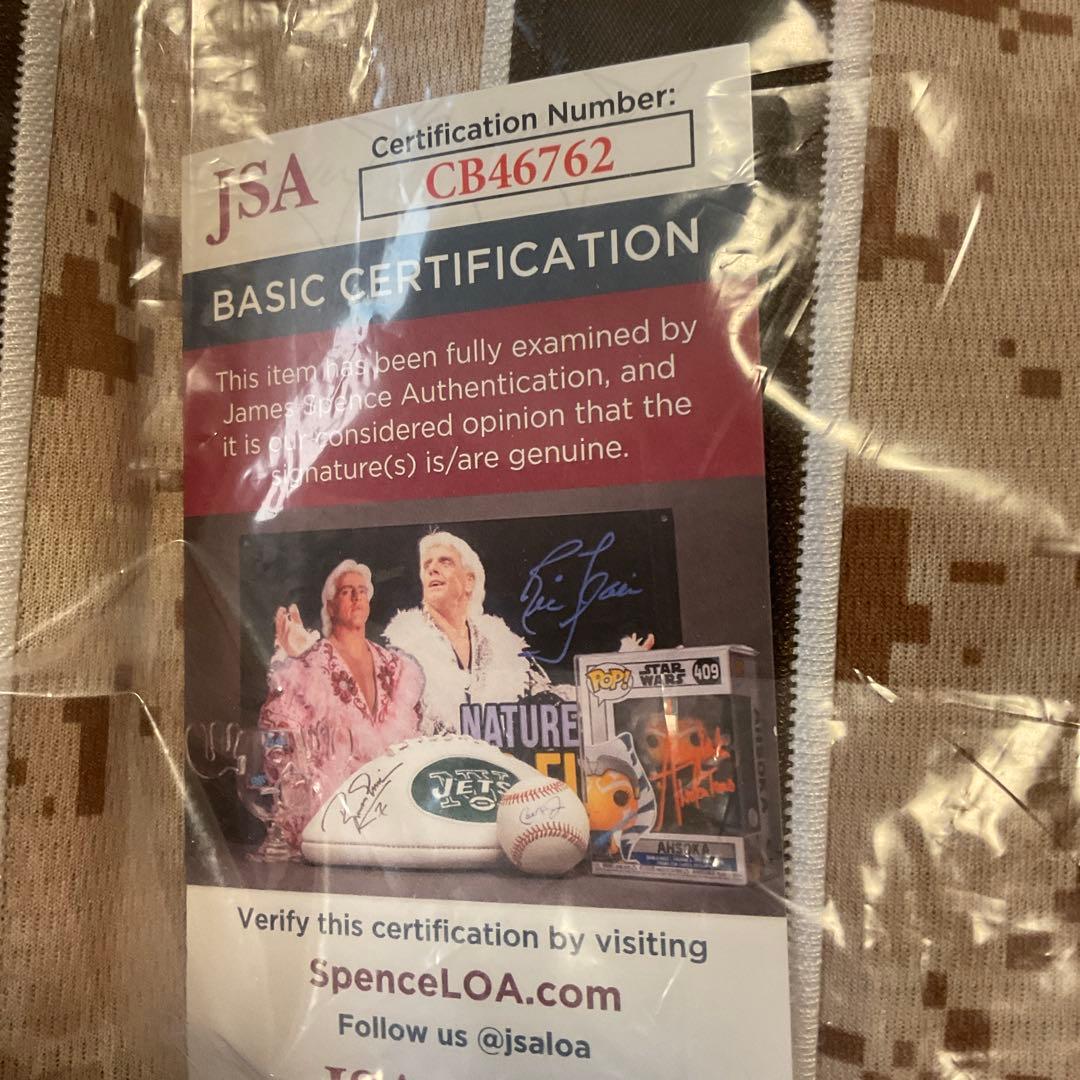 JSA
Certification Number:
CB46762
BASIC CERTIFICATION
This item has been fully examined by
James Spence Authentication, and
it is our considered opinion that the
signature(s) is/are genuine.
NATURE
POP!
STAR
WARS
409
JETS
AHSOKA
Verify this certification by visiting
SpenceLOA.com
Follow us @jsaloa
JSA